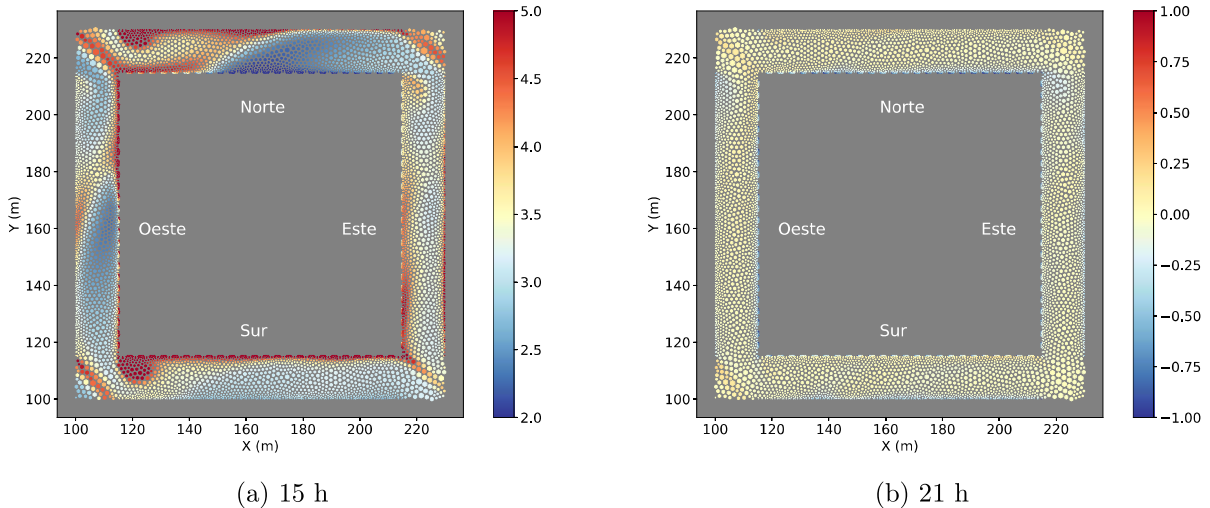 Norte
Oeste
Este
Sur
220
200
180
160
140
120
100
Y (m)
100 120 140 160 180 200 220
X (m)
5.0
4.5
4.0
3.5
3.0
2.5
2.0
(a) 15 h
Norte
Oeste
Este
Sur
220
200
180
160
140
120
100
Y (m)
100 120 140 160 180 200 220
X (m)
1.00
0.75
0.50
0.25
0.00
−0.25
−0.50
−0.75
−1.00
(b) 21 h